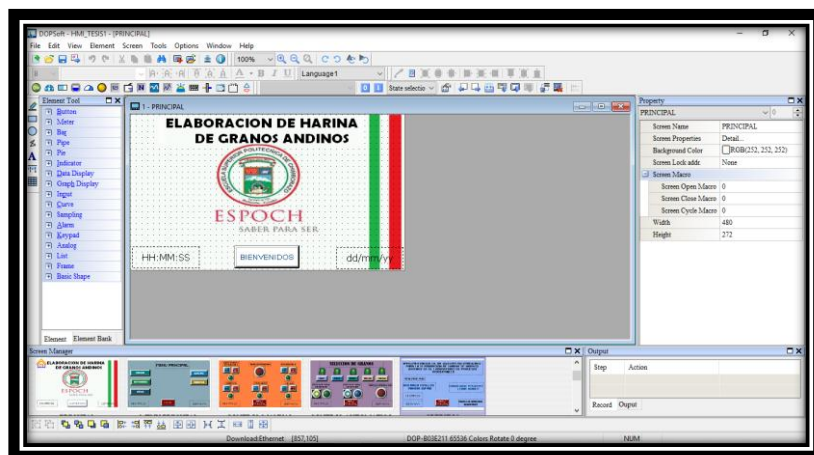 DOPSoft - HMI_TESIS1 - [PRINCIPAL]
File Edit View Element Screen Tools Options Window Help
100%
Language1
State selectio
Element Tool
Button
Meter
Bar
Pipe
Pie
Indicator
Data Display
Graph Display
Input
Curve
Sampling
Alarm
Keypad
Analog
List
Frame
Basic Shape
Element Element Bank
1 - PRINCIPAL
ELABORACION DE HARINA
DE GRANOS ANDINOS
ESCUELA SUPERIOR POLITECNICA DE CHIMBORAZO
ESPOCH
SABER PARA SER
HH:MM:SS BIENVENIDOS dd/mm/yy
Property
PRINCIPAL 0
Screen Name PRINCIPAL
Screen Properties Detail...
Background Color RGB(252, 252, 252)
Screen Lock addr. None
Screen Macro
Screen Open Macro 0
Screen Close Macro 0
Screen Cycle Macro 0
Width 480
Height 272
Screen Manager
ELABORACION DE HARINA
DE GRANOS ANDINOS
ESPOCH
Output
Step Action
Record Output
Download:Ethernet [857,105] DOP-B03E211 65536 Colors Rotate 0 degree NUM